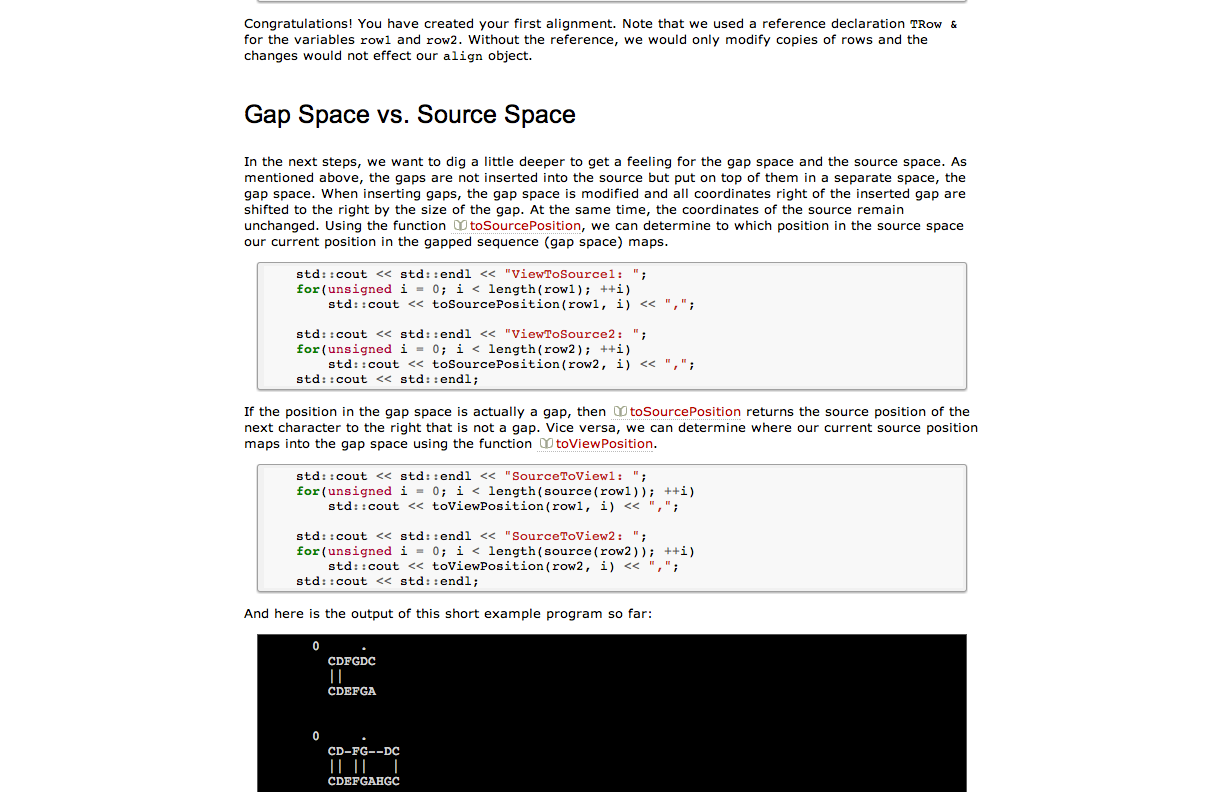 Congratulations! You have created your first alignment. Note that we used a reference declaration TRow &
for the variables row1 and row2. Without the reference, we would only modify copies of rows and the
changes would not effect our align object.
Gap Space vs. Source Space
In the next steps, we want to dig a little deeper to get a feeling for the gap space and the source space. As
mentioned above, the gaps are not inserted into the source but put on top of them in a separate space, the
gap space. When inserting gaps, the gap space is modified and all coordinates right of the inserted gap are
shifted to the right by the size of the gap. At the same time, the coordinates of the source remain
unchanged. Using the function toSourcePosition, we can determine to which position in the source space
our current position in the gapped sequence (gap space) maps.
std::cout << std::endl << "ViewToSource1: ";
for(unsigned i = 0; i < length(row1); ++i)
std::cout << toSourcePosition(row1, i) << ",";
std::cout << std::endl << "ViewToSource2: ";
for(unsigned i = 0; i < length(row2); ++i)
std::cout << toSourcePosition(row2, i) << ",";
std::cout << std::endl;
If the position in the gap space is actually a gap, then toSourcePosition returns the source position of the
next character to the right that is not a gap. Vice versa, we can determine where our current source position
maps into the gap space using the function toViewPosition.
std::cout << std::endl << "SourceToView1: ";
for(unsigned i = 0; i < length(source(row1)); ++i)
std::cout << toViewPosition(row1, i) << ",";
std::cout << std::endl << "SourceToView2: ";
for(unsigned i = 0; i < length(source(row2)); ++i)
std::cout << toViewPosition(row2, i) << ",";
std::cout << std::endl;
And here is the output of this short example program so far:
0     .
CDFGDC
||
CDEFGA
0     .
CD-FG--DC
|| ||   |
CDEFGAHGC